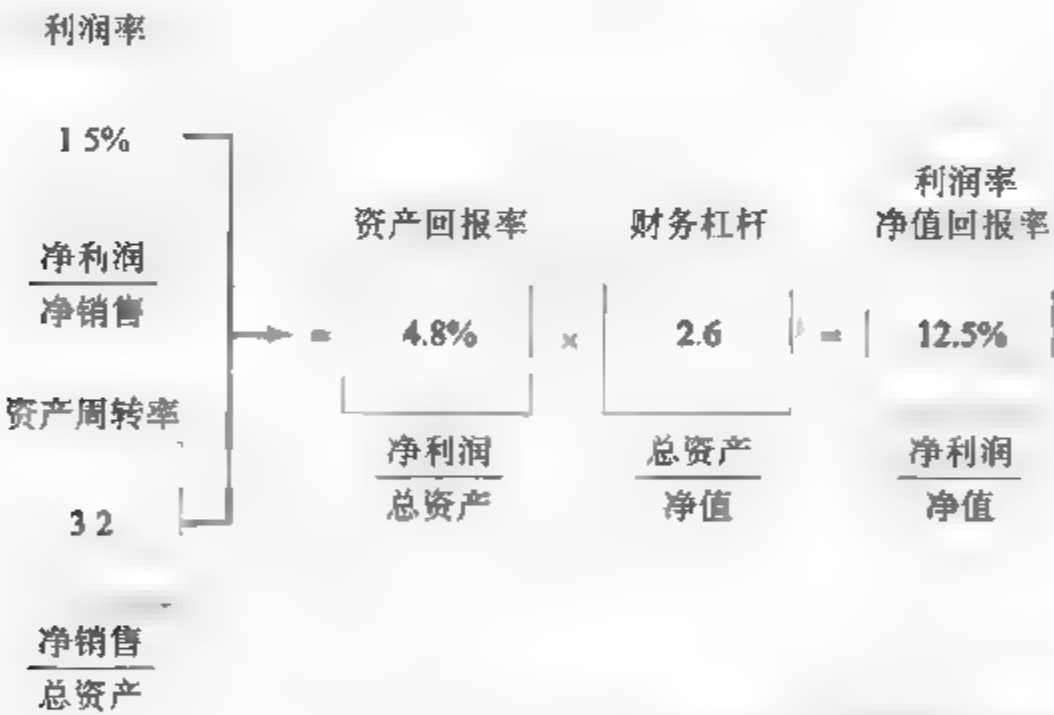 利润率
1 5%
净利润
净销售
资产周转率
3 2
净销售
总资产
=
资产回报率
4.8%
净利润
总资产
×
财务杠杆
2.6
总资产
净值
=
利润率
净值回报率
12.5%
净利润
净值